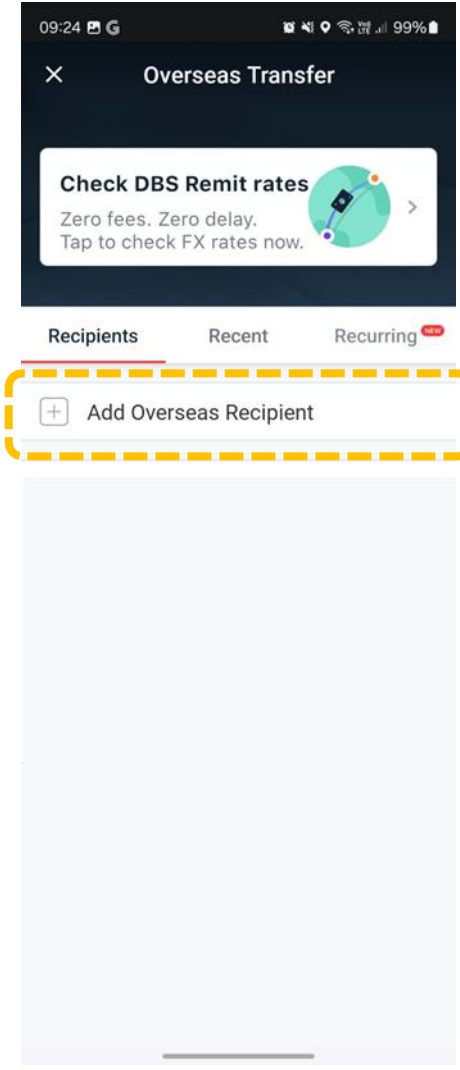 09:24 G 99%
Overseas Transfer
Check DBS Remit rates
Zero fees. Zero delay.
Tap to check FX rates now.
Recipients Recent Recurring NEW
Add Overseas Recipient